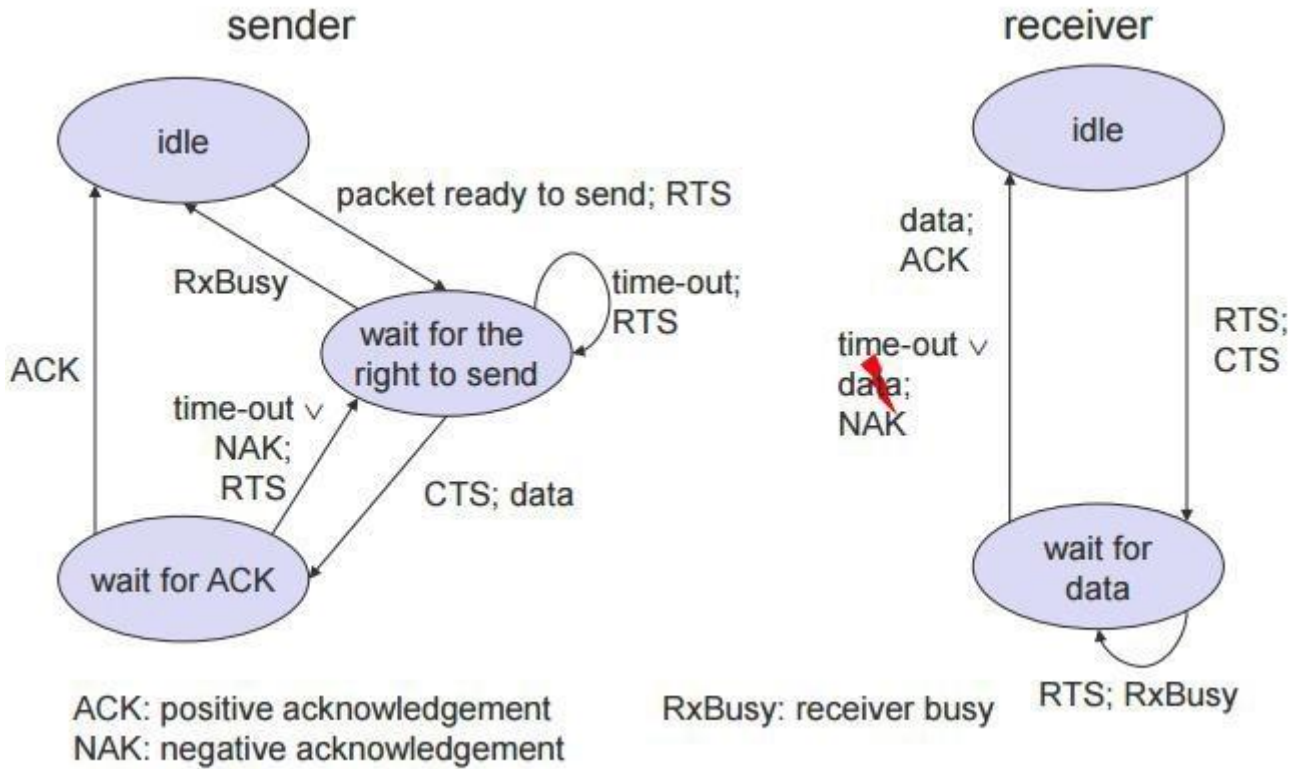 sender
receiver
idle
idle
packet ready to send; RTS
data;
ACK
RxBusy
time-out;
RTS
wait for the
right to send
RTS;
CTS
time-out ∨
data;
NAK
ACK
time-out ∨
NAK;
RTS
CTS; data
wait for ACK
wait for
data
RTS; RxBusy
ACK: positive acknowledgement
NAK: negative acknowledgement
RxBusy: receiver busy